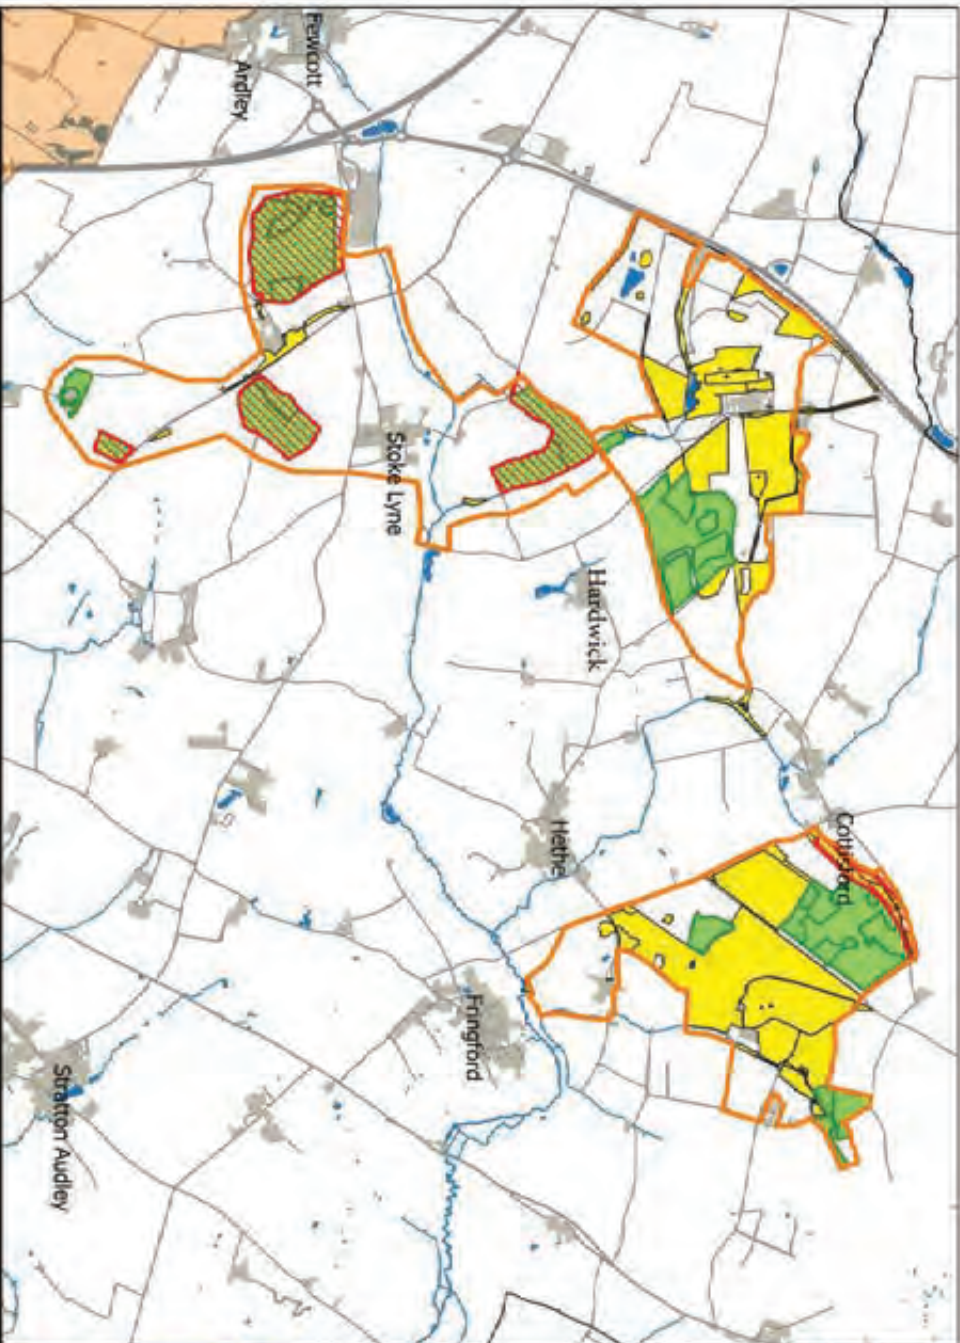 Fewcott
Ardley
Stoke Lyne
Hardwick
Hethe
Cottisford
Fringford
Stratton Audley